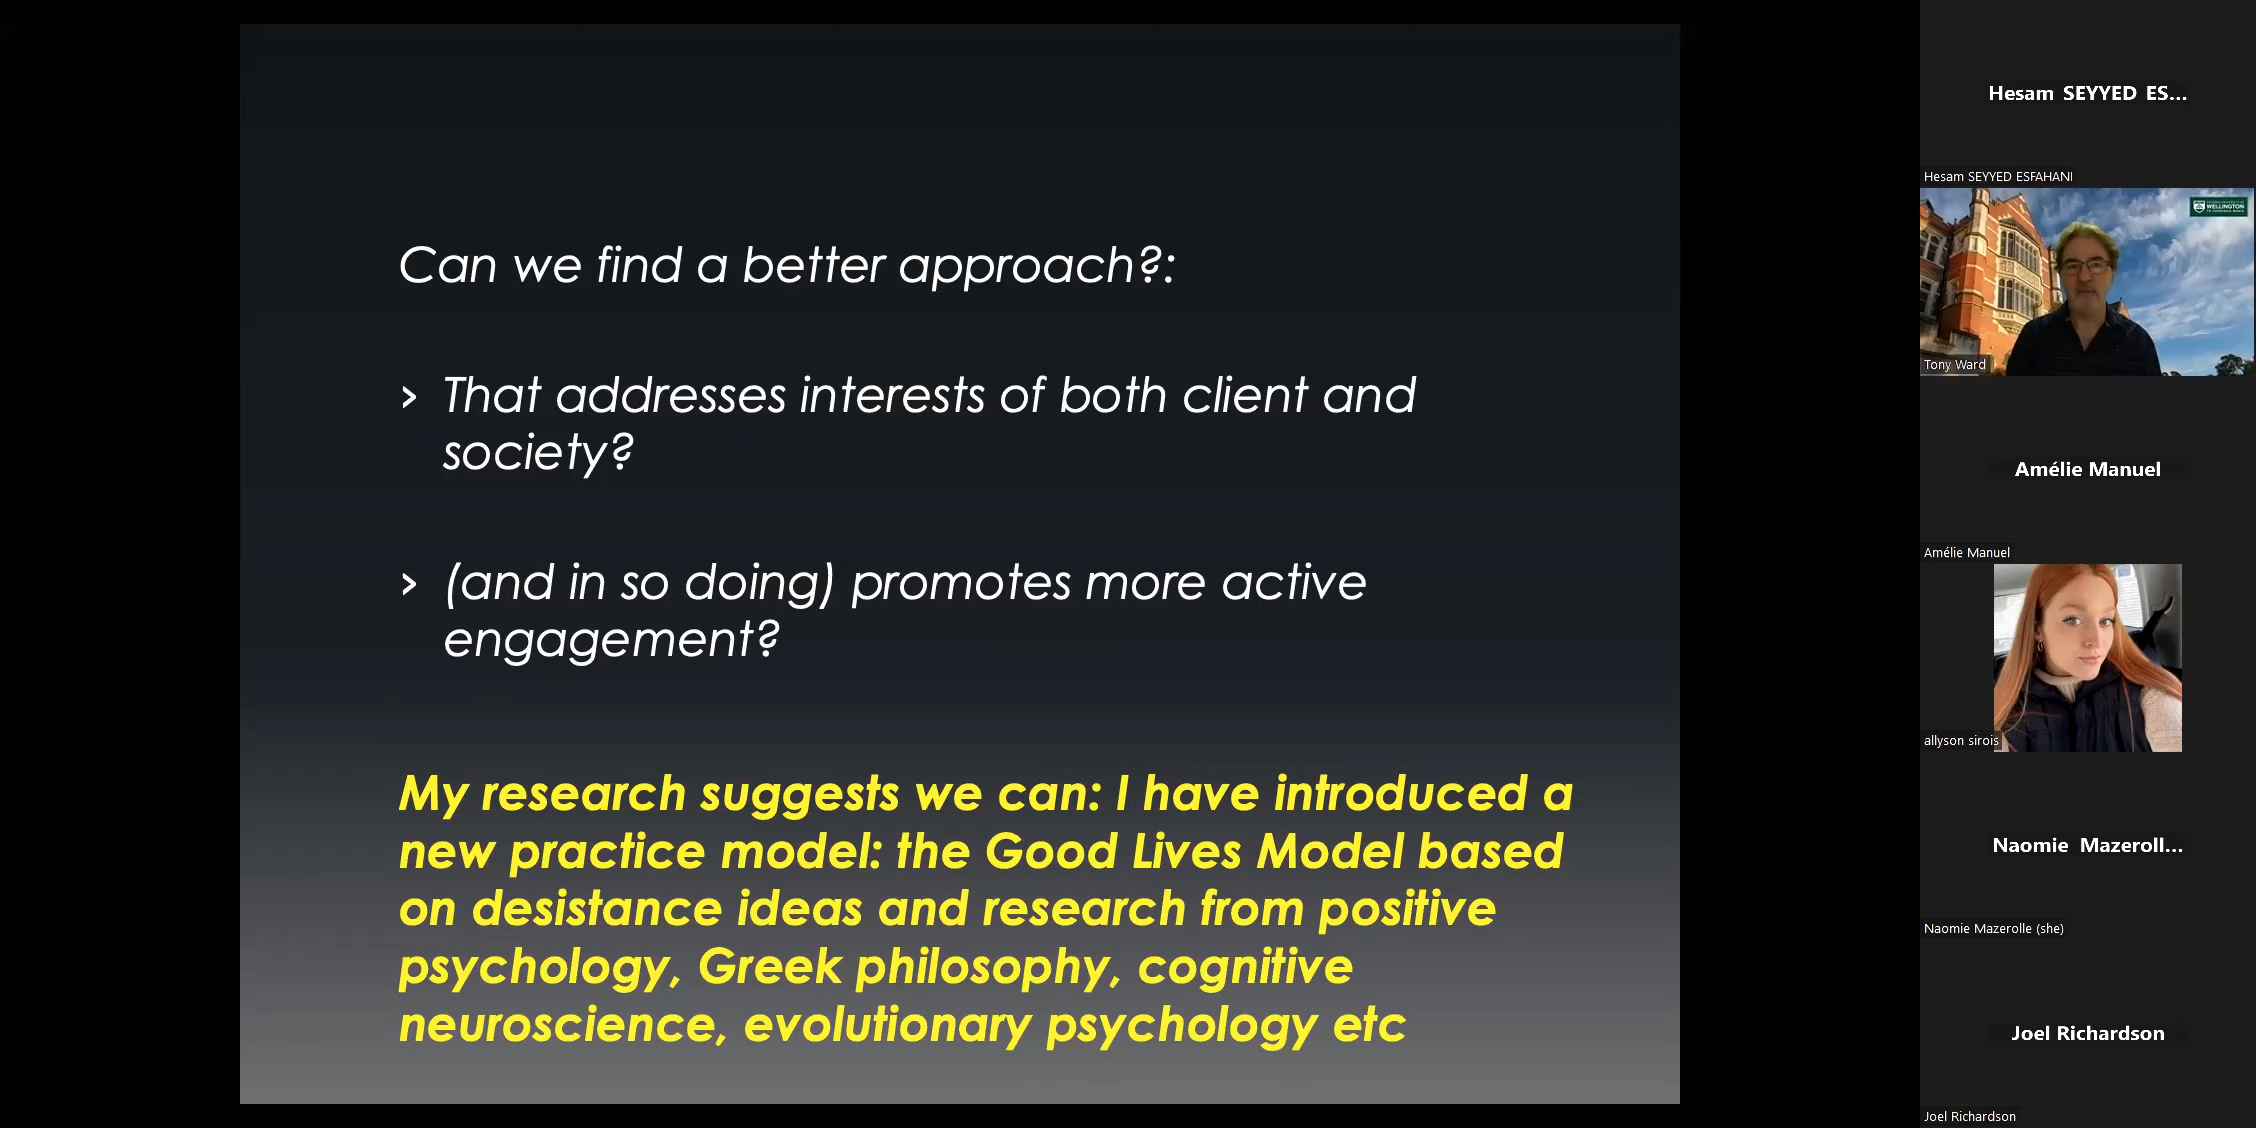 Can we find a better approach?:
› That addresses interests of both client and
society?
› (and in so doing) promotes more active
engagement?
My research suggests we can: I have introduced a
new practice model: the Good Lives Model based
on desistance ideas and research from positive
psychology, Greek philosophy, cognitive
neuroscience, evolutionary psychology etc
Hesam SEYYED ES...
Hesam SEYYED ESFAHANI
WELLINGTON
Tony Ward
Amélie Manuel
Amélie Manuel
allyson sirois
Naomie Mazeroll...
Naomie Mazerolle (she)
Joel Richardson
Joel Richardson